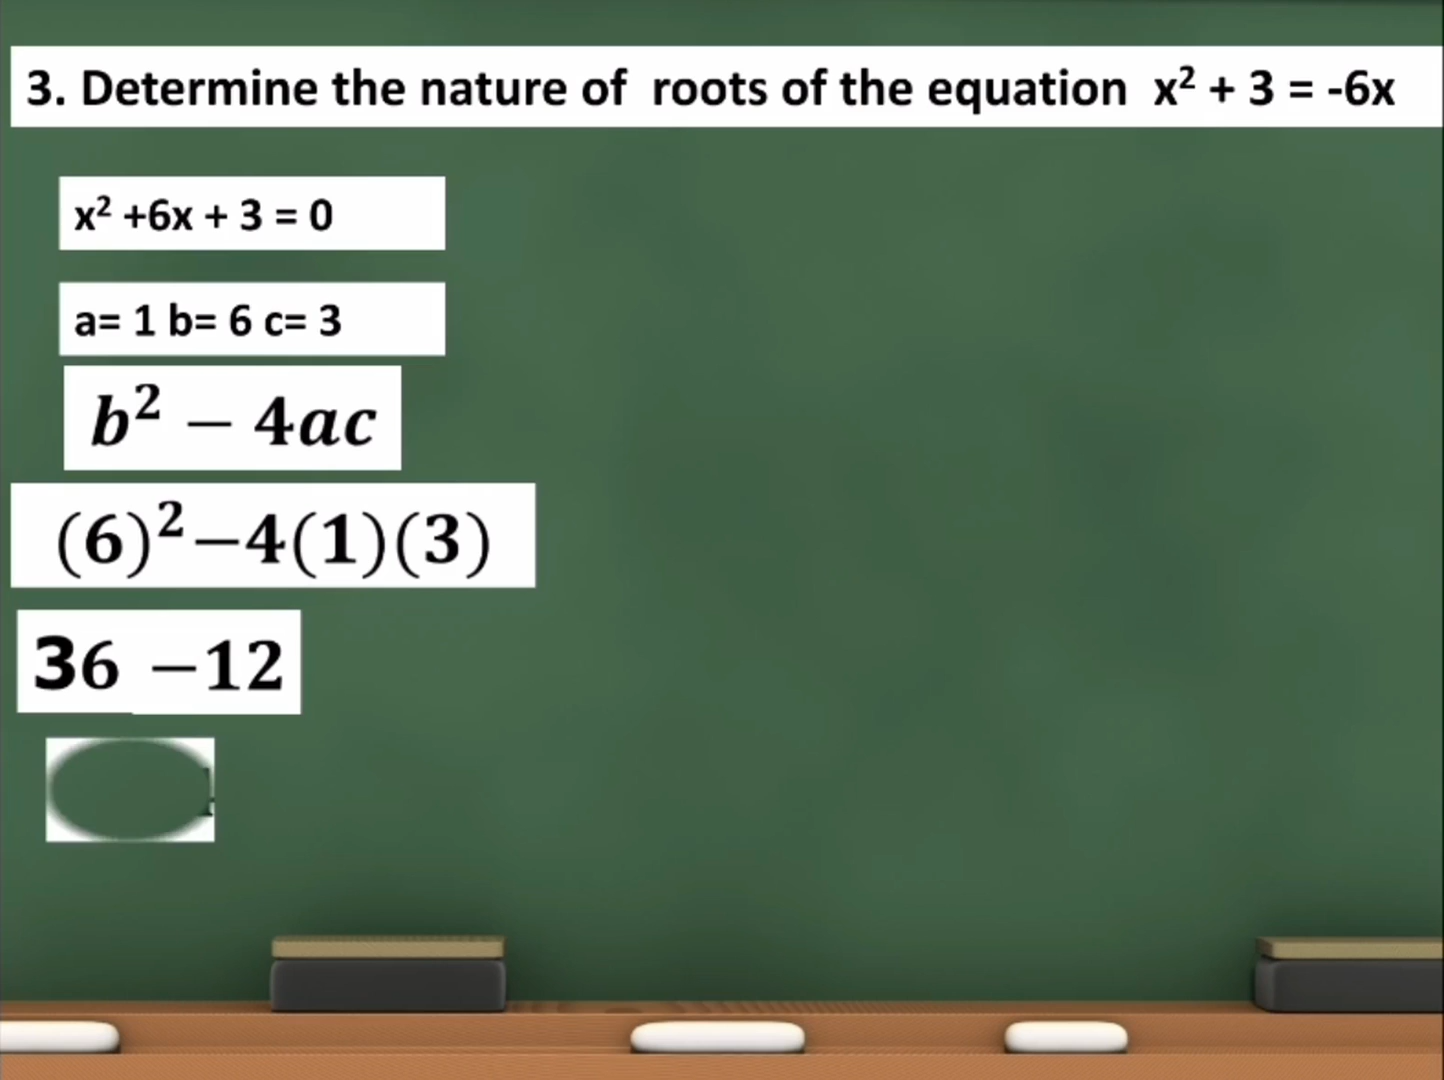 3. Determine the nature of roots of the equation x² + 3 = -6x
x² +6x + 3 = 0
a= 1 b= 6 c= 3
b² − 4ac
(6)²−4(1)(3)
36 −12